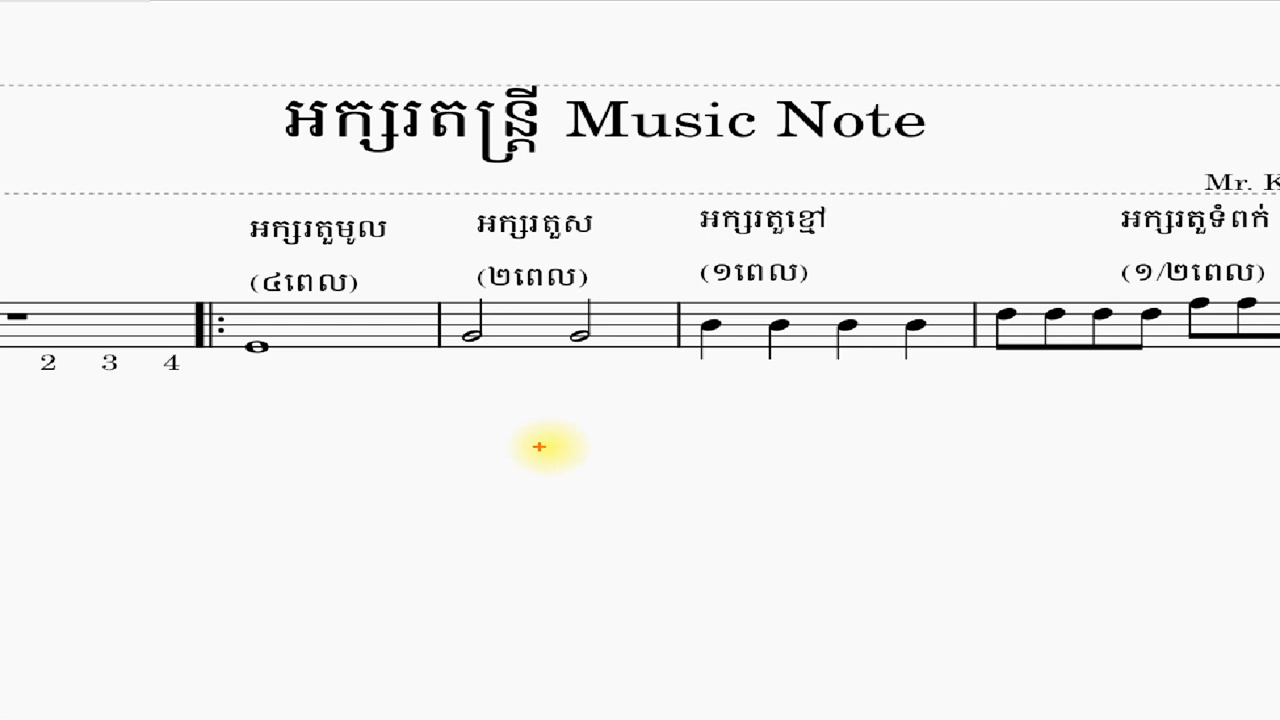 អក្សរតន្ត្រី Music Note
Mr.
អក្សរតួមូល អក្សរតួស អក្សរតួខ្មៅ អក្សរតួទំពក់
(៤ពេល) (២ពេល) (១ពេល) (១/២ពេល)
2 3 4